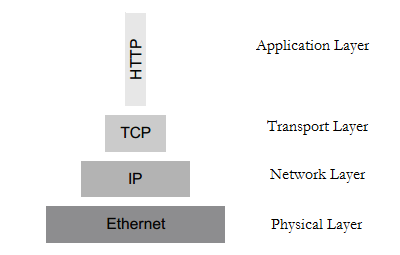 HTTP
Application Layer
TCP
Transport Layer
IP
Network Layer
Ethernet
Physical Layer